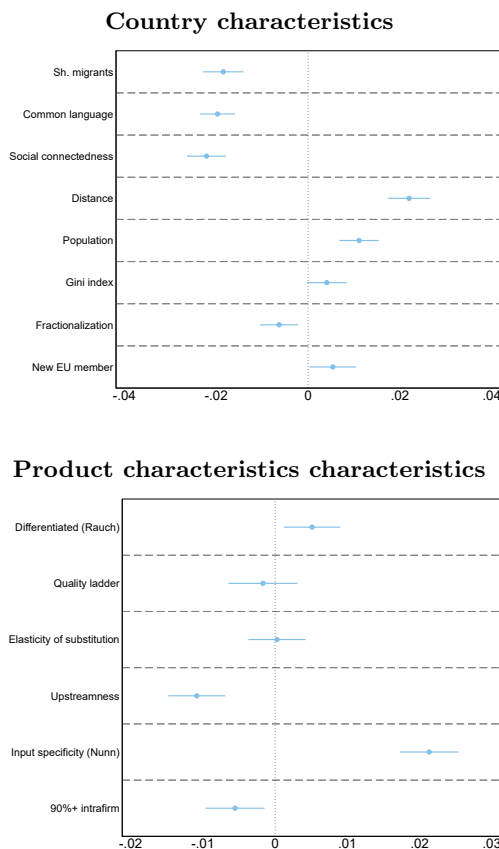 Country characteristics
Sh. migrants
Common language
Social connectedness
Distance
Population
Gini index
Fractionalization
New EU member
-.04 -.02 0 .02 .04
Product characteristics characteristics
Differentiated (Rauch)
Quality ladder
Elasticity of substitution
Upstreamness
Input specificity (Nunn)
90%+ intrafirm
-.02 -.01 0 .01 .02 .03